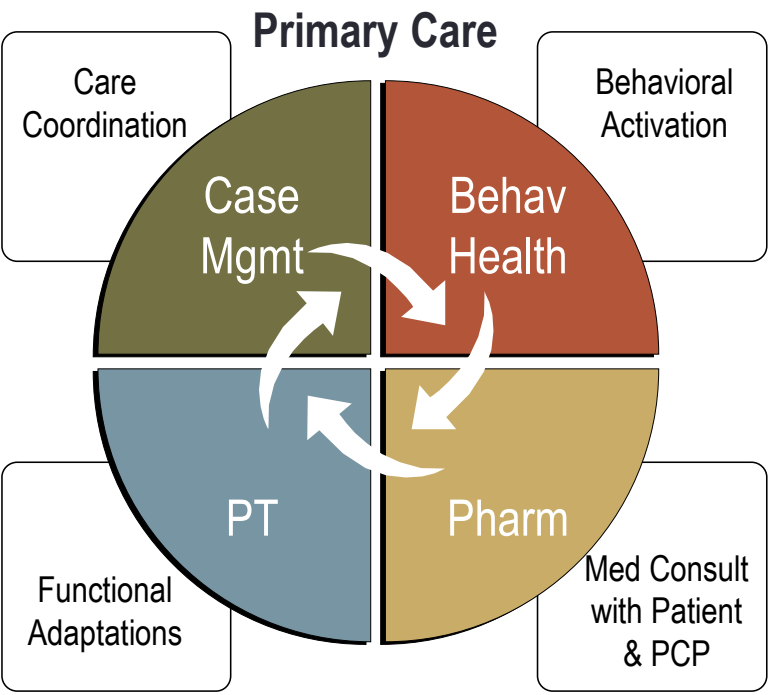 Primary Care
Care
Coordination
Behavioral
Activation
Case
Mgmt
Behav
Health
PT
Pharm
Functional
Adaptations
Med Consult
with Patient
& PCP